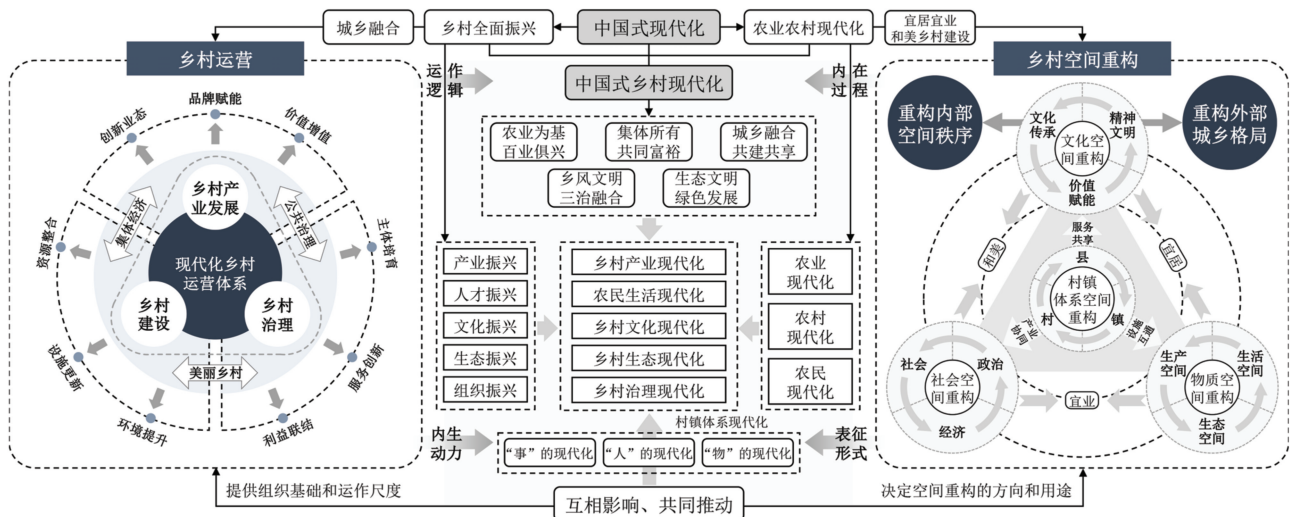 城乡融合
乡村全面振兴
中国式现代化
农业农村现代化
宜居宜业
和美乡村建设
乡村运营
品牌赋能
创新业态
价值增值
资源整合
主体培育
集体经济
公共治理
乡村产
业发展
现代化乡村
运营体系
乡村
建设
乡村
治理
美丽乡村
设施更新
服务创新
环境提升
利益联结
运作
逻辑
中国式乡村现代化
内在
过程
农业为基
百业俱兴
集体所有
共同富裕
城乡融合
共建共享
乡风文明
三治融合
生态文明
绿色发展
产业振兴
人才振兴
文化振兴
生态振兴
组织振兴
乡村产业现代化
农民生活现代化
乡村文化现代化
乡村生态现代化
乡村治理现代化
农业
现代化
农村
现代化
农民
现代化
村镇体系现代化
内生
动力
“事”的现代化
“人”的现代化
“物”的现代化
表征
形式
乡村空间重构
重构内部
空间秩序
重构外部
城乡格局
文化
传承
精神
文明
文化空
间重构
价值
赋能
和美
宜居
服务
共享
县
村镇
体系空间
重构
村
镇
产业
协同
设施
互通
社会
政治
社会空
间重构
经济
宜业
生产
空间
生活
空间
物质空
间重构
生态
空间
提供组织基础和运作尺度
互相影响、共同推动
决定空间重构的方向和用途